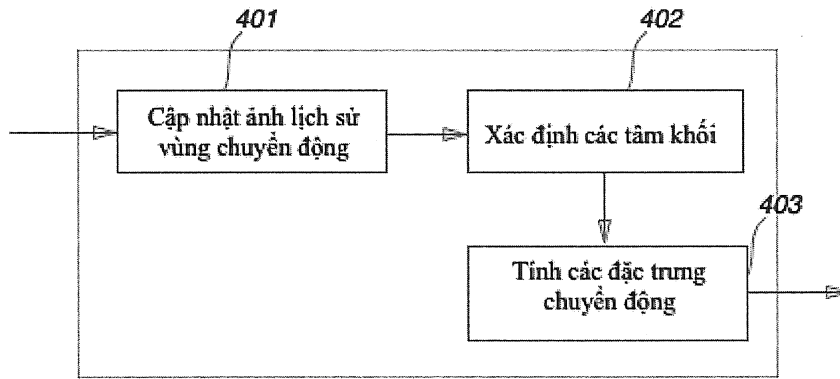 401
402
Cập nhật ảnh lịch sử
vùng chuyển động
Xác định các tâm khối
403
Tính các đặc trưng
chuyển động